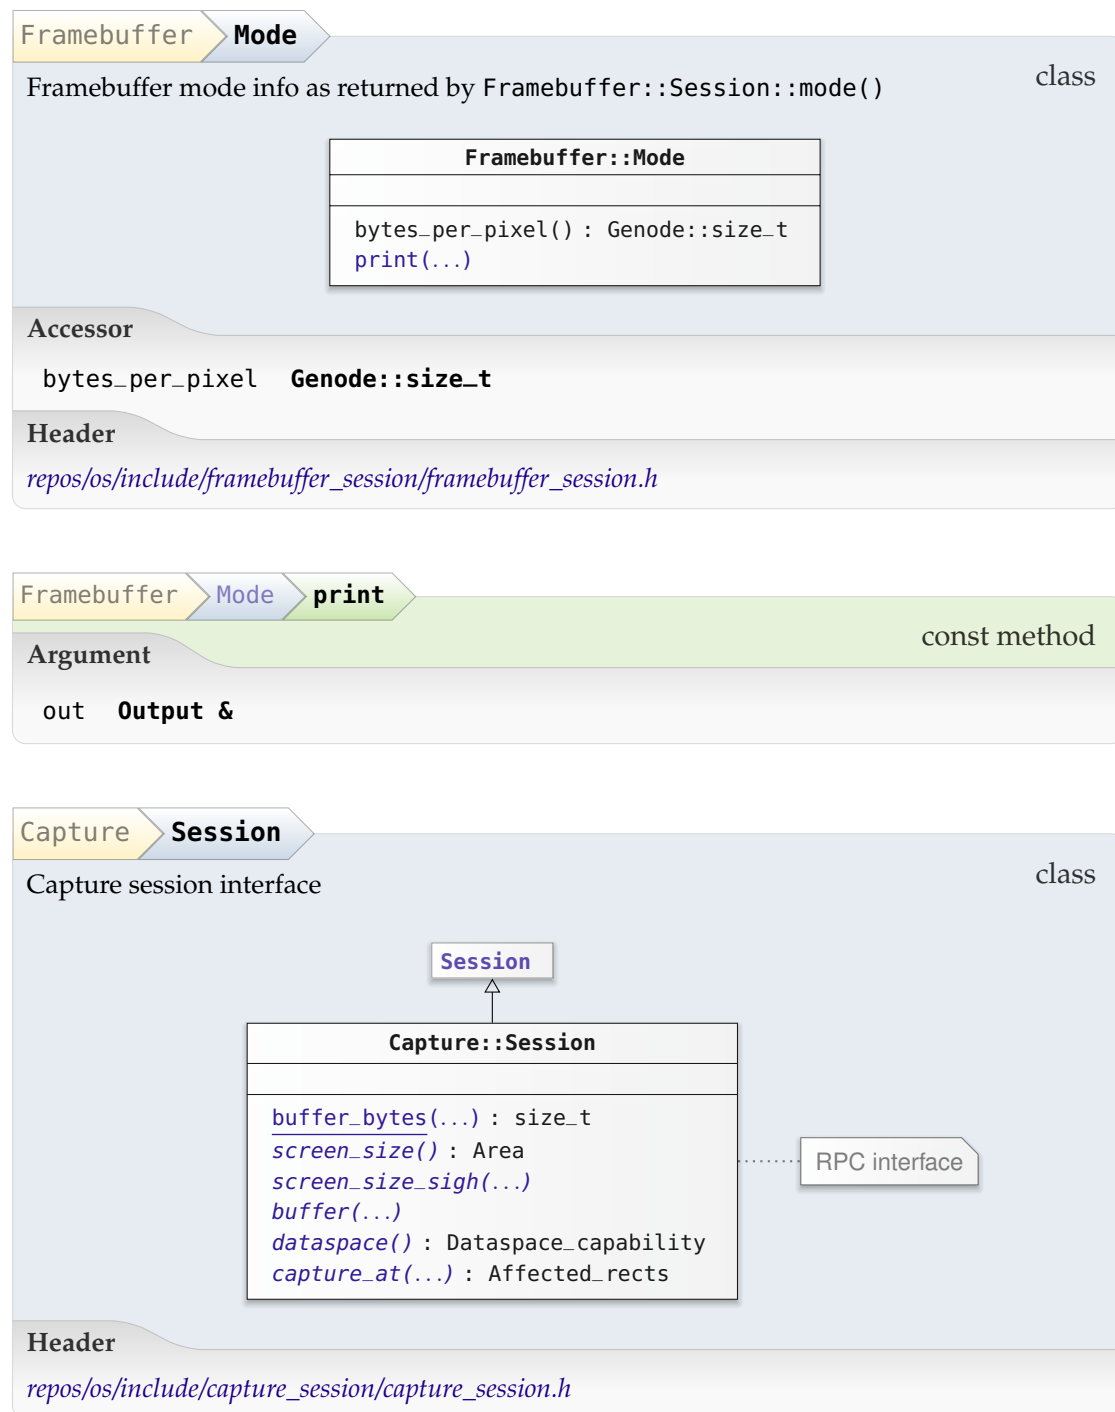 Framebuffer Mode
class
Framebuffer mode info as returned by Framebuffer::Session::mode()
Framebuffer::Mode
bytes_per_pixel() : Genode::size_t
print(...)
Accessor
bytes_per_pixel Genode::size_t
Header
repos/os/include/framebuffer_session/framebuffer_session.h
Framebuffer Mode print
const method
Argument
out Output &
Capture Session
class
Capture session interface
Session
Capture::Session
buffer_bytes(...) : size_t
screen_size() : Area
screen_size_sigh(...)
buffer(...)
dataspace() : Dataspace_capability
capture_at(...) : Affected_rects
RPC interface
Header
repos/os/include/capture_session/capture_session.h